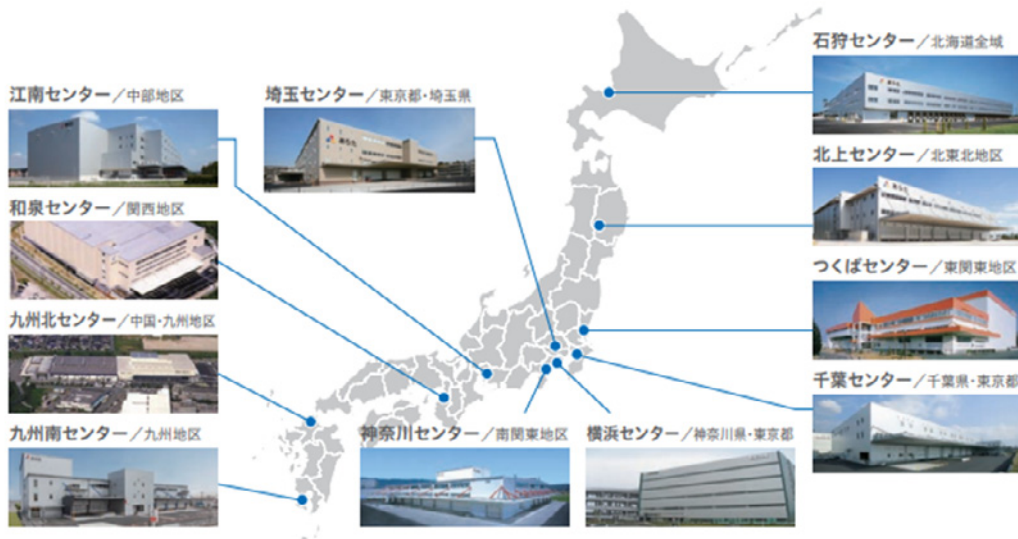 石狩センター／北海道全域
江南センター／中部地区
埼玉センター／東京都・埼玉県
北上センター／北東北地区
和泉センター／関西地区
つくばセンター／東関東地区
九州北センター／中国・九州地区
千葉センター／千葉県・東京都
九州南センター／九州地区
神奈川センター／南関東地区
横浜センター／神奈川県・東京都